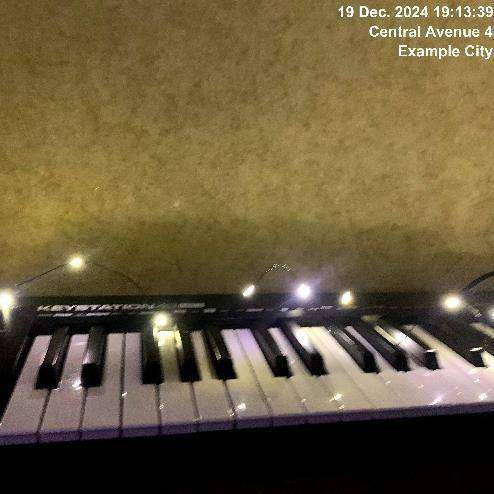 19 Dec. 2024 19:13:39
Central Avenue 4
Example City
KEYSTATION